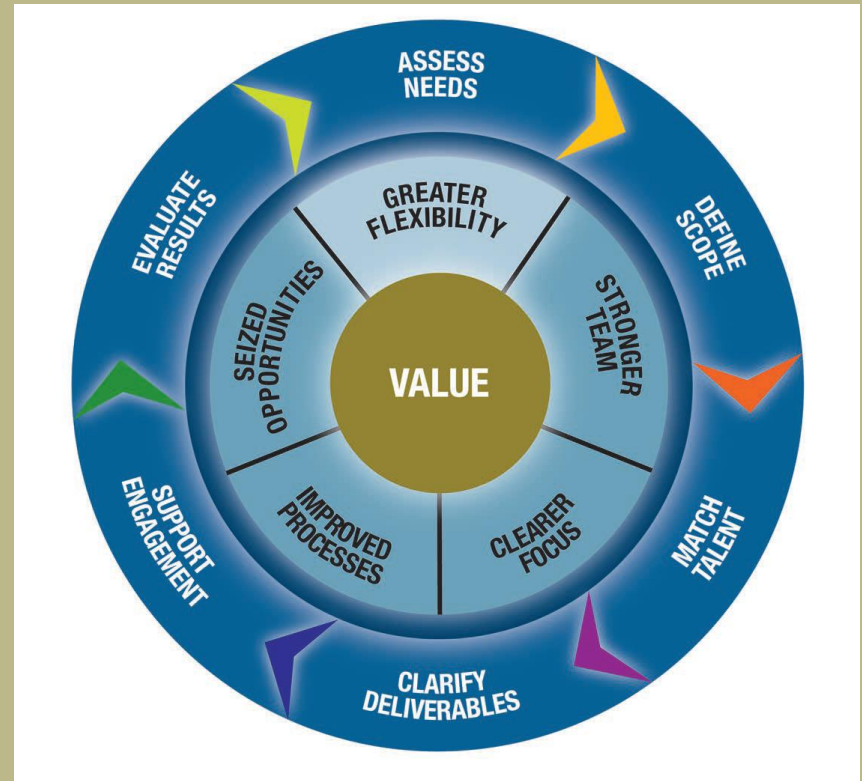 ASSESS
NEEDS
DEFINE
SCOPE
MATCH
TALENT
CLARIFY
DELIVERABLES
SUPPORT
ENGAGEMENT
EVALUATE
RESULTS
GREATER
FLEXIBILITY
STRONGER
TEAM
CLEARER
FOCUS
IMPROVED
PROCESSES
SEIZED
OPPORTUNITIES
VALUE